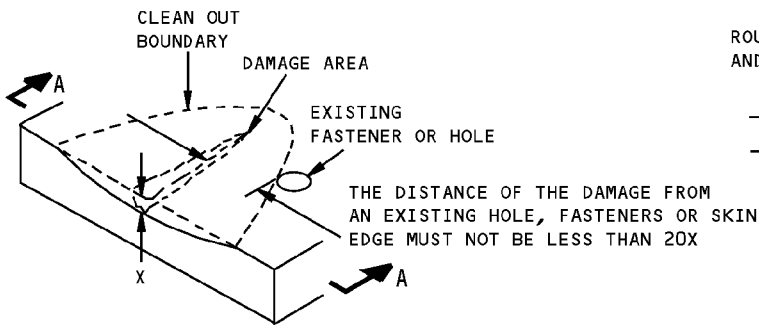 CLEAN OUT
BOUNDARY
DAMAGE AREA
A
EXISTING
FASTENER OR HOLE
THE DISTANCE OF THE DAMAGE FROM
AN EXISTING HOLE, FASTENERS OR SKIN
EDGE MUST NOT BE LESS THAN 20X
A
X